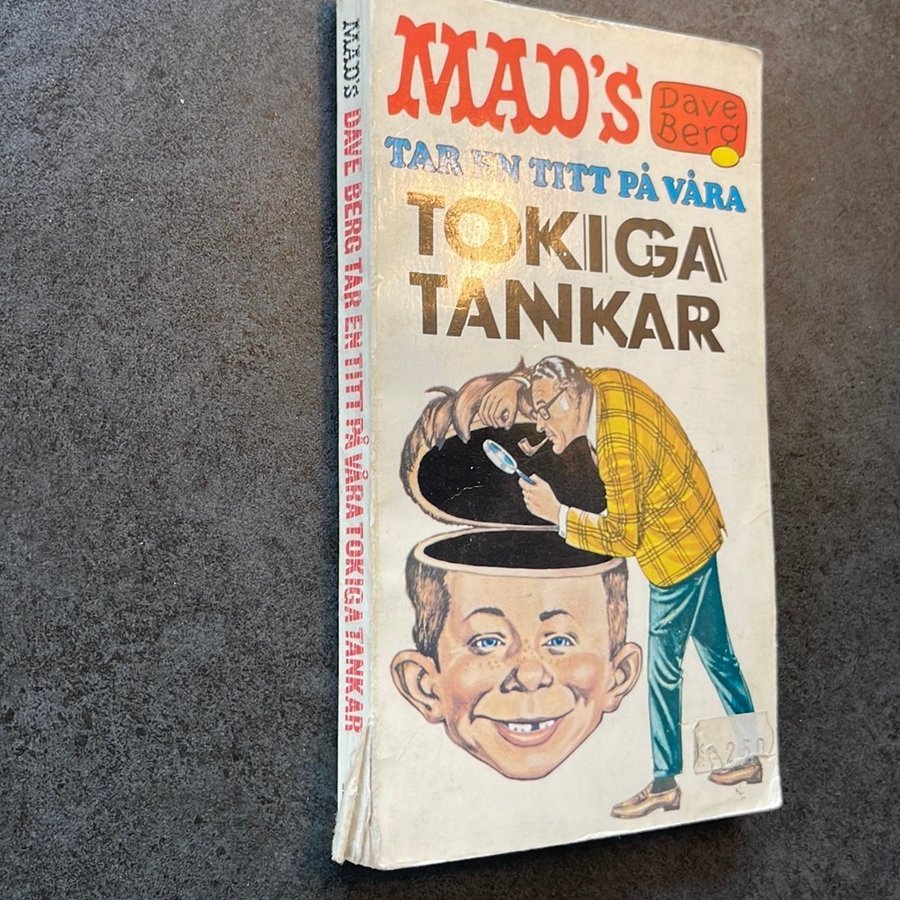 MAD'S
Dave
Berg
TAR EN TITT PÅ VÅRA
TOKIGA
TANKAR
MAD'S DAVE BERG TAR EN TITT PÅ VÅRA TOKIGA TANKAR